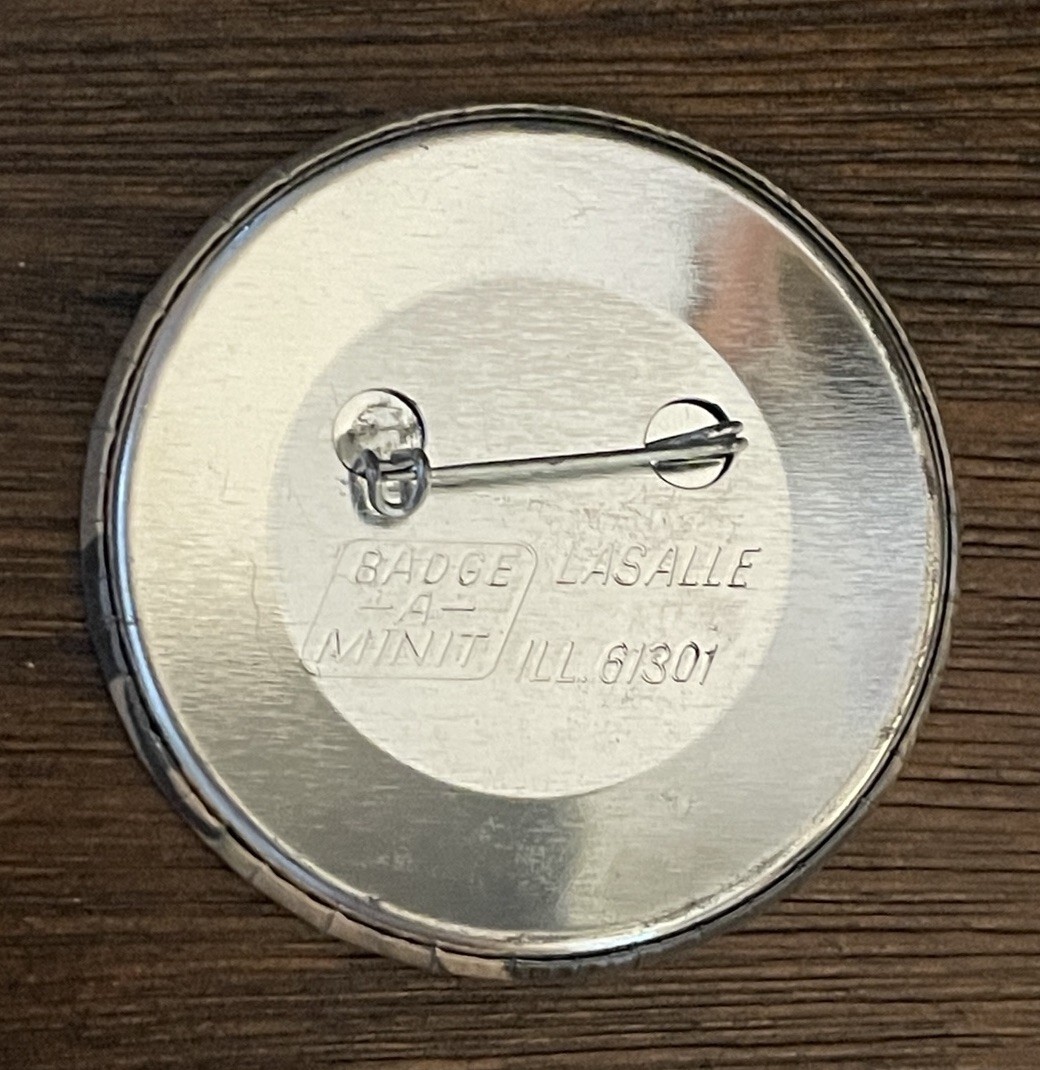 BADGE
-A-
MINIT
LASALLE
ILL. 61301